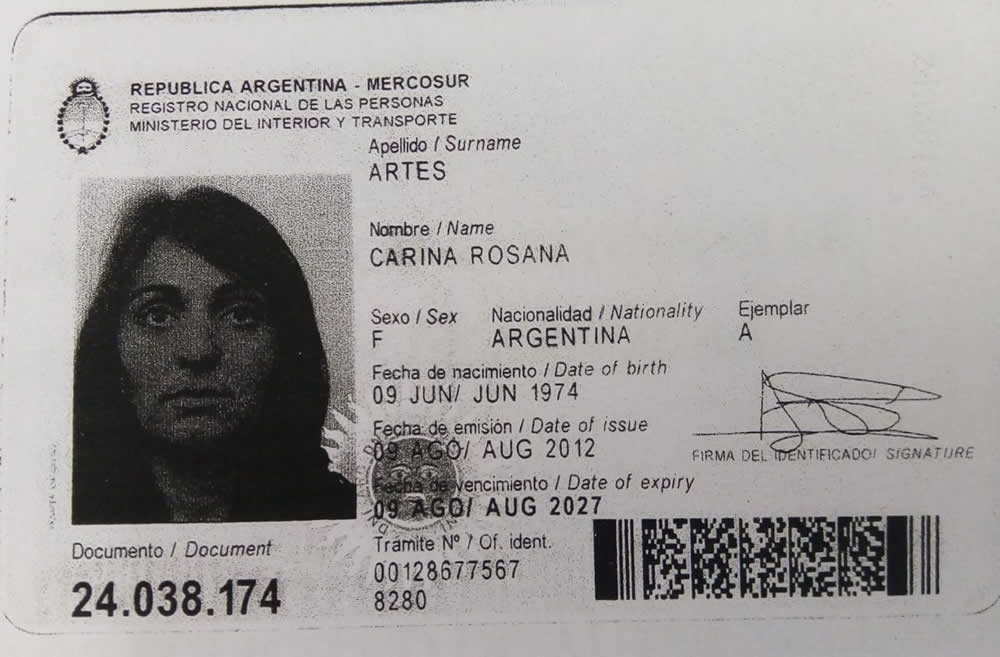 REPUBLICA ARGENTINA - MERCOSUR
REGISTRO NACIONAL DE LAS PERSONAS
MINISTERIO DEL INTERIOR Y TRANSPORTE
Apellido / Surname
ARTES
Nombre / Name
CARINA ROSANA
Sexo / Sex Nacionalidad / Nationality Ejemplar
F ARGENTINA A
Fecha de nacimiento / Date of birth
09 JUN/ JUN 1974
Fecha de emisión / Date of issue
09 AGO/ AUG 2012
FIRMA DEL IDENTIFICADO/ SIGNATURE
Fecha de vencimiento / Date of expiry
09 AGO/ AUG 2027
Documento / Document
24.038.174
Trámite Nº / Of. ident.
00128677567
8280